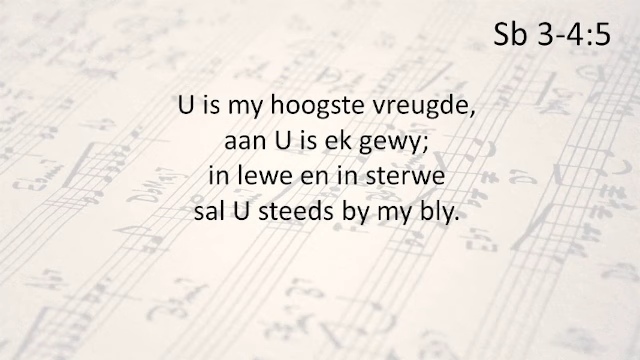 Sb 3-4:5
U is my hoogste vreugde,
aan U is ek gewy;
in lewe en in sterwe
sal U steeds by my bly.